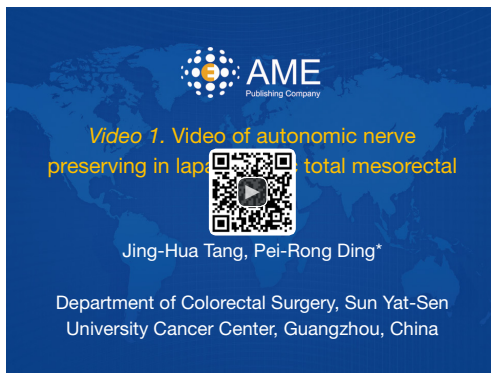 E AME
Publishing Company
Video 1. Video of autonomic nerve
preserving in total mesorectal
Jing-Hua Tang, Pei-Rong Ding*
Department of Colorectal Surgery, Sun Yat-Sen
University Cancer Center, Guangzhou, China